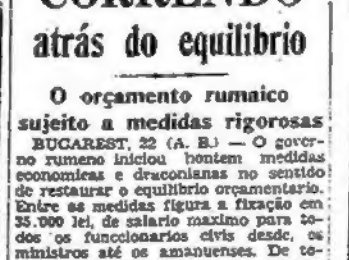 CORRENDO
atrás do equilibrio
O orçamento rumaico
sujeito a medidas rigorosas
BUCAREST, 22 (A. B.) — O gover-
no rumeno iniciou hontem medidas
economicas e draconianas no sentido
de restaurar o equilibrio orçamentario.
Entre as medidas figura a fixação em
35.000 lei, de salario maximo para to-
dos os funccionarios civis desde, os
ministros até os amanuenses. De to-